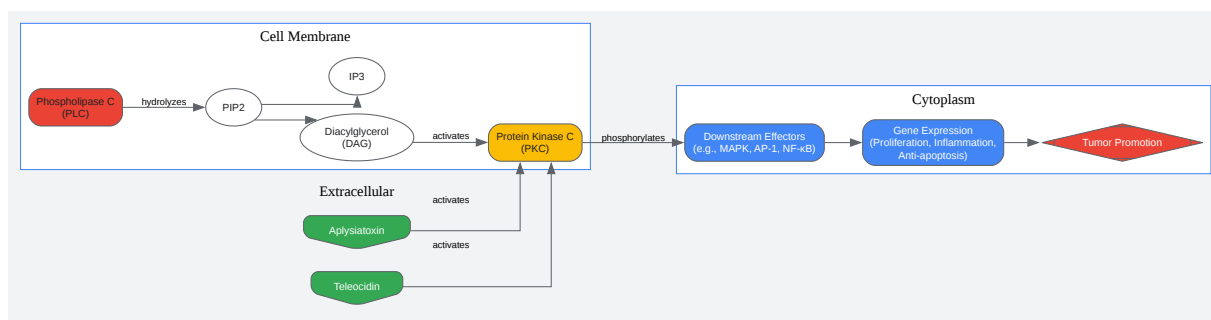 Cell Membrane
IP3
Phospholipase C
(PLC)
hydrolyzes
PIP2
Diacylglycerol
(DAG)
activates
Protein Kinase C
(PKC)
phosphorylates
Cytoplasm
Downstream Effectors
(e.g., MAPK, AP-1, NF-κB)
Gene Expression
(Proliferation, Inflammation,
Anti-apoptosis)
Tumor Promotion
Extracellular
activates
Aplysiatoxin
activates
Teleocidin